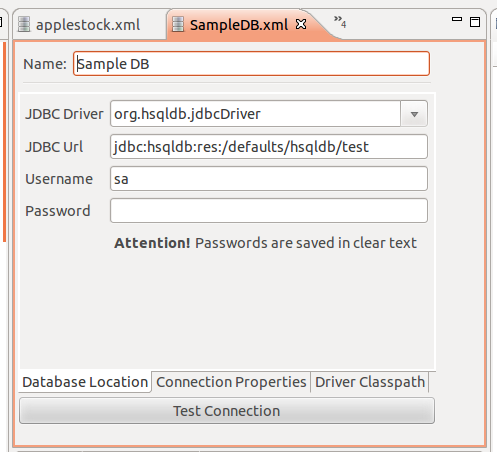 applestock.xml SampleDB.xml »4
Name: Sample DB
JDBC Driver org.hsqldb.jdbcDriver
JDBC Url jdbc:hsqldb:res:/defaults/hsqldb/test
Username sa
Password
Attention! Passwords are saved in clear text
Database Location Connection Properties Driver Classpath
Test Connection